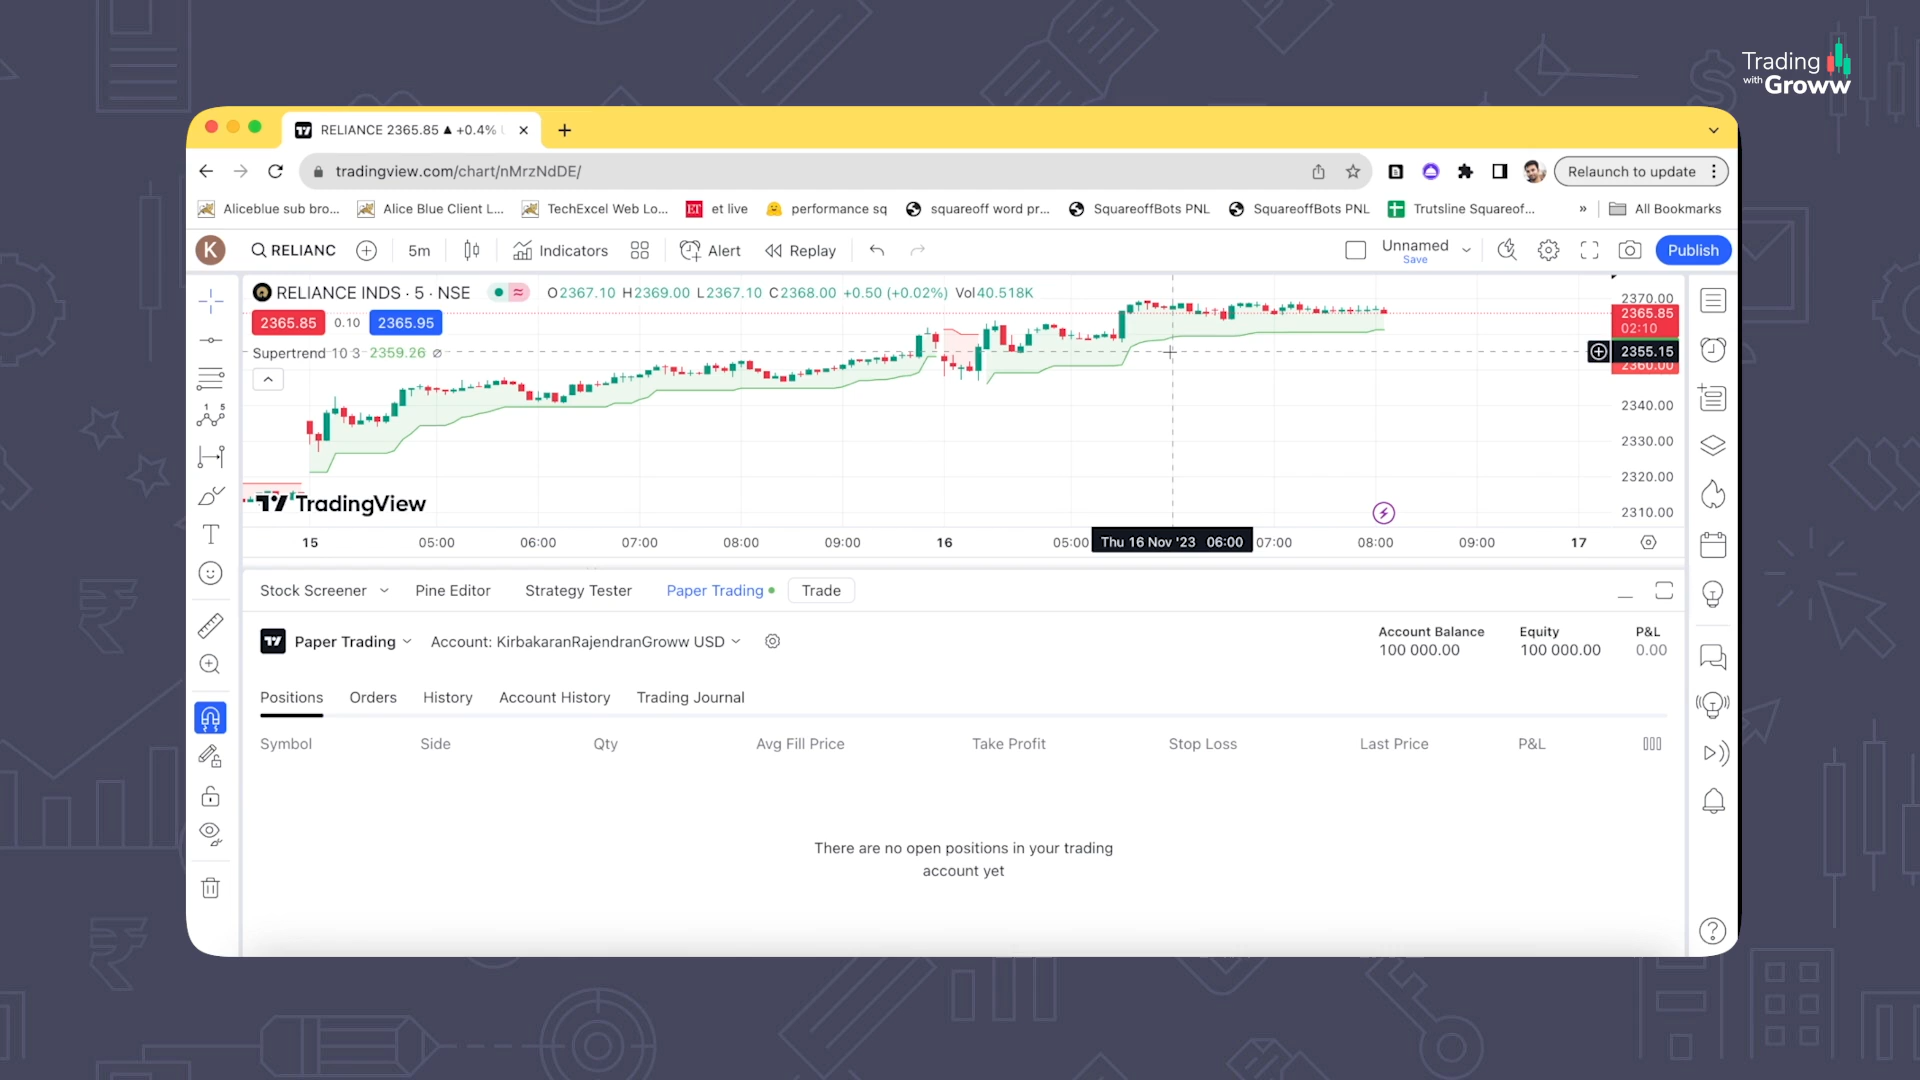 Trading
with Groww
RELIANCE 2365.85 ▲ +0.4%
tradingview.com/chart/nMrzNdDE/
Relaunch to update
Aliceblue sub bro... Alice Blue Client L... TechExcel Web Lo... ET et live performance sq squareoff word pr... SquareoffBots PNL SquareoffBots PNL Trutsline Squareof... » All Bookmarks
K RELIANC 5m Indicators Alert Replay Unnamed Save Publish
RELIANCE INDS · 5 · NSE O2367.10 H2369.00 L2367.10 C2368.00 +0.50 (+0.02%) Vol40.518K
2365.85 0.10 2365.95
Supertrend 10 3 2359.26 ∅
2370.00
2365.85
02:10
2355.15
2360.00
2340.00
2330.00
2320.00
2310.00
TradingView
15 05:00 06:00 07:00 08:00 09:00 16 05:00 Thu 16 Nov '23 06:00 07:00 08:00 09:00 17
Stock Screener Pine Editor Strategy Tester Paper Trading Trade
Paper Trading Account: KirbakaranRajendranGroww USD
Account Balance Equity P&L
100 000.00 100 000.00 0.00
Positions Orders History Account History Trading Journal
Symbol Side Qty Avg Fill Price Take Profit Stop Loss Last Price P&L
There are no open positions in your trading
account yet